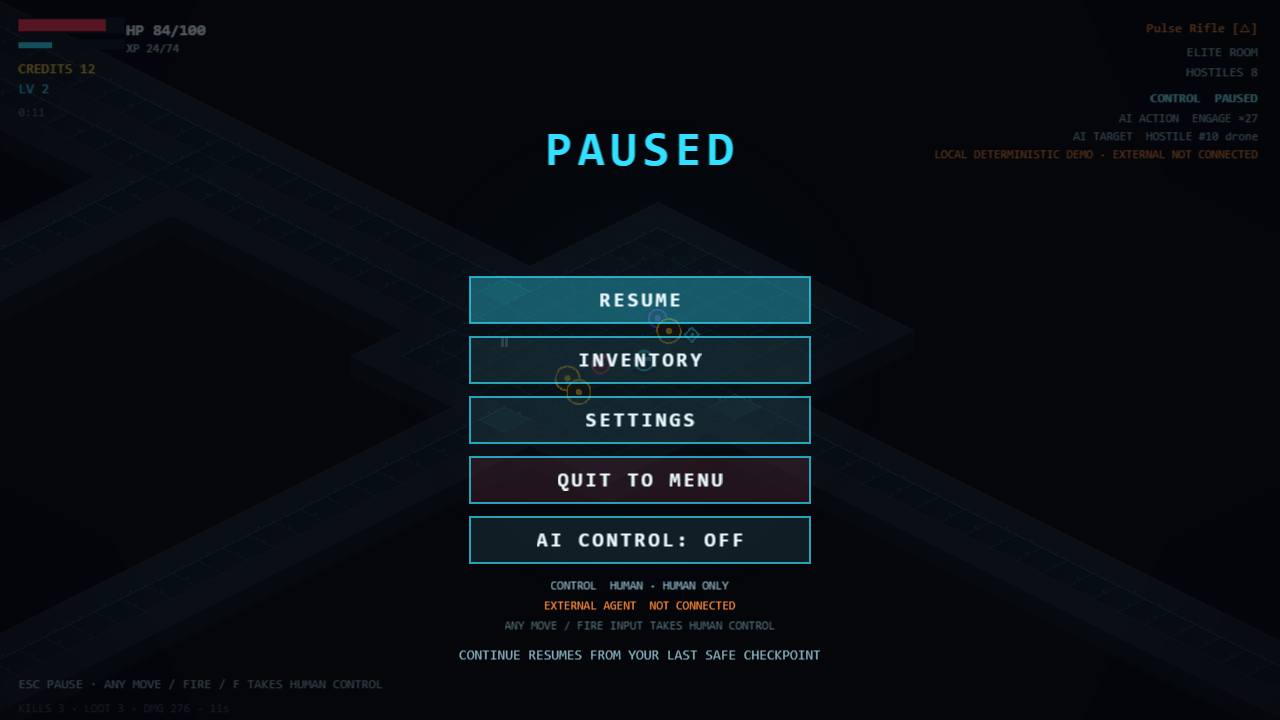 HP 84/100
XP 24/74
CREDITS 12
LV 2
0:11
Pulse Rifle [△]
ELITE ROOM
HOSTILES 8
CONTROL PAUSED
AI ACTION ENGAGE ×27
AI TARGET HOSTILE #10 drone
LOCAL DETERMINISTIC DEMO · EXTERNAL NOT CONNECTED
PAUSED
RESUME
INVENTORY
SETTINGS
QUIT TO MENU
AI CONTROL: OFF
CONTROL HUMAN · HUMAN ONLY
EXTERNAL AGENT NOT CONNECTED
ANY MOVE / FIRE INPUT TAKES HUMAN CONTROL
CONTINUE RESUMES FROM YOUR LAST SAFE CHECKPOINT
ESC PAUSE · ANY MOVE / FIRE / F TAKES HUMAN CONTROL
KILLS 3 · LOOT 3 · DMG 276 · 11s